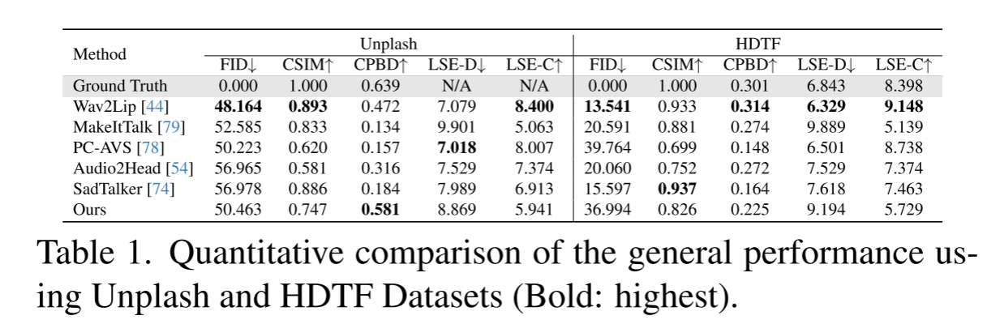 Method Unplash HDTF
FID↓ CSIM↑ CPBD↑ LSE-D↓ LSE-C↑ FID↓ CSIM↑ CPBD↑ LSE-D↓ LSE-C↑
Ground Truth 0.000 1.000 0.639 N/A N/A 0.000 1.000 0.301 6.843 8.398
Wav2Lip [44] 48.164 0.893 0.472 7.079 8.400 13.541 0.933 0.314 6.329 9.148
MakeItTalk [79] 52.585 0.833 0.134 9.901 5.063 20.591 0.881 0.274 9.889 5.139
PC-AVS [78] 50.223 0.620 0.157 7.018 8.007 39.764 0.699 0.148 6.501 8.738
Audio2Head [54] 56.965 0.581 0.316 7.529 7.374 20.060 0.752 0.272 7.529 7.374
SadTalker [74] 56.978 0.886 0.184 7.989 6.913 15.597 0.937 0.164 7.618 7.463
Ours 50.463 0.747 0.581 8.869 5.941 36.994 0.826 0.225 9.194 5.729
Table 1. Quantitative comparison of the general performance us-
ing Unplash and HDTF Datasets (Bold: highest).